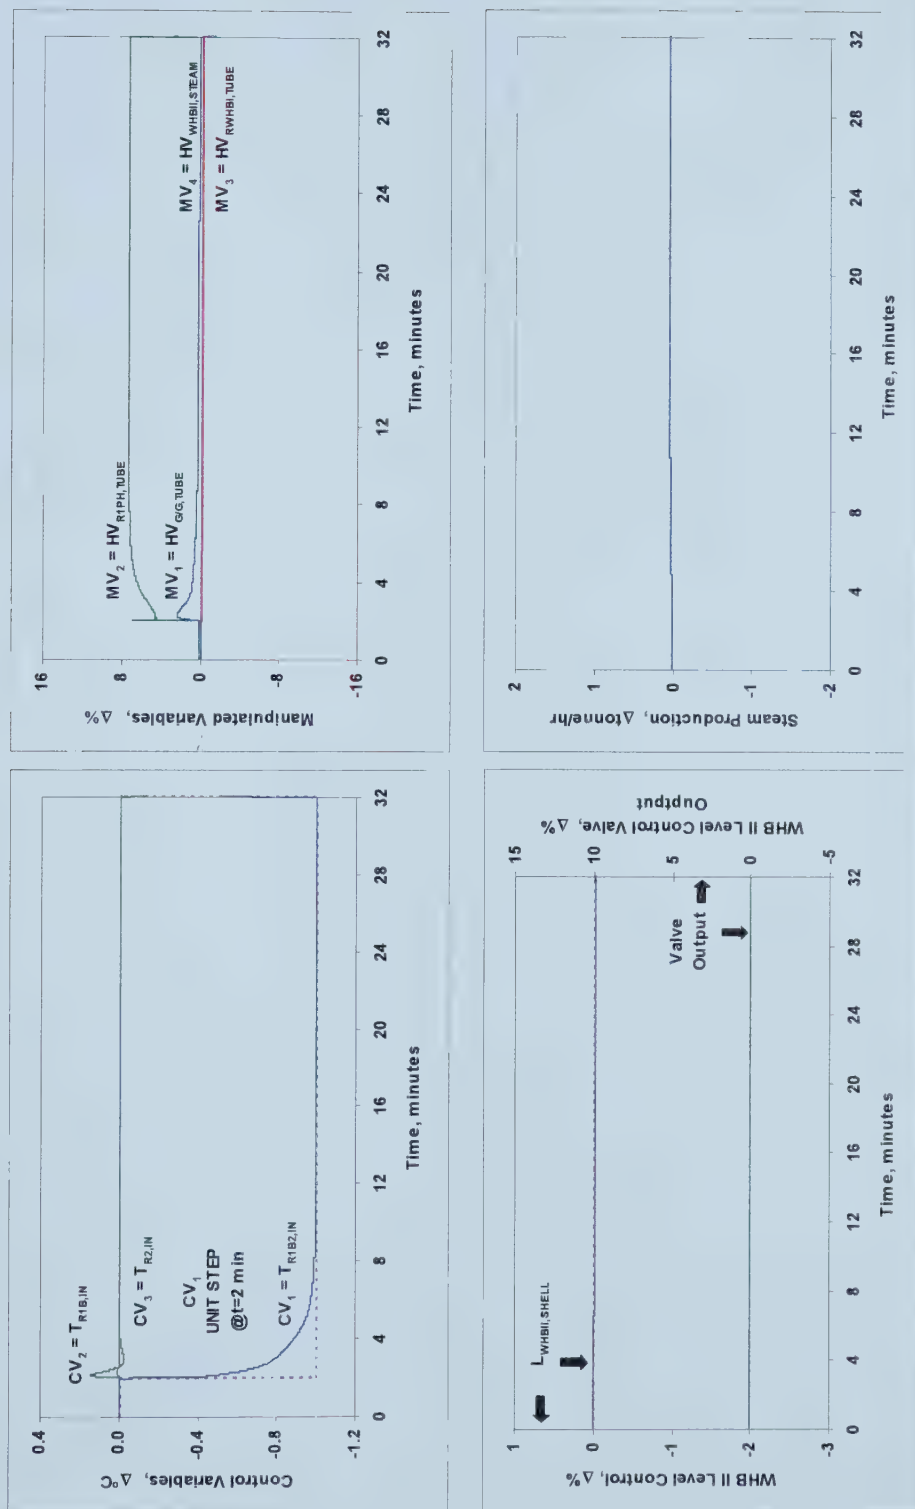 0.4
0.0
-0.4
-0.8
-1.2
Control Variables, Δ°C
CV2 = TR1B,IN
CV3 = TR2,IN
CV1
UNIT STEP
@t=2 min
CV1 = TR1B2,IN
0 4 8 12 16 20 24 28 32
Time, minutes
16
8
0
-8
-16
Manipulated Variables, Δ%
MV2 = HVR1PH,TUBE
MV1 = HVG/G,TUBE
MV4 = HVWHBII,STEAM
MV3 = HVRWHBI,TUBE
0 4 8 12 16 20 24 28 32
Time, minutes
1
0
-1
-2
-3
WHB II Level Control, Δ%
LWHBII,SHELL
Valve
Output
15
10
5
0
-5
WHB II Level Control Valve, Δ%
Ouptput
0 4 8 12 16 20 24 28 32
Time, minutes
2
1
0
-1
-2
Steam Production, Δtonne/hr
0 4 8 12 16 20 24 28 32
Time, minutes